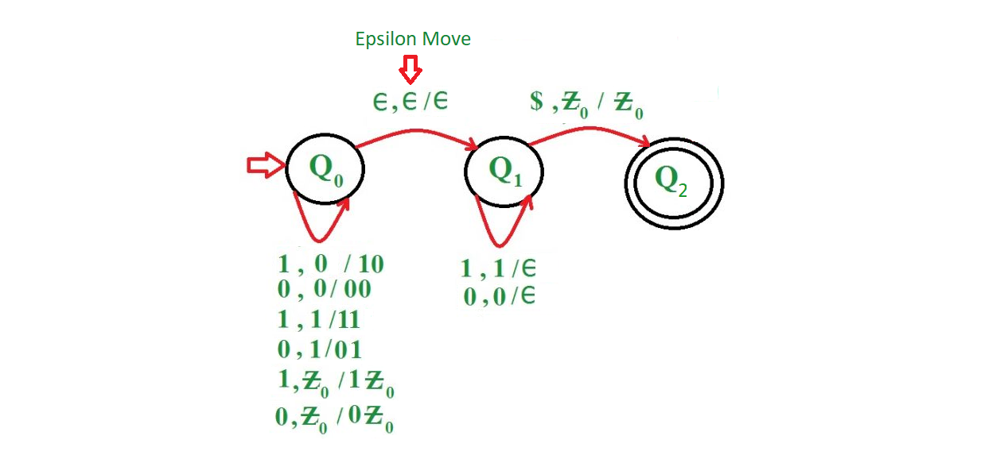 Epsilon Move
ϵ,ϵ/ϵ
$ ,Z₀ / Z₀
Q₀
Q₁
Q₂
1 , 0 / 10
0 , 0/ 00
1 , 1 /11
0 , 1/01
1,Z₀ /1Z₀
0,Z₀ /0Z₀
1 ,1/ϵ
0,0/ϵ